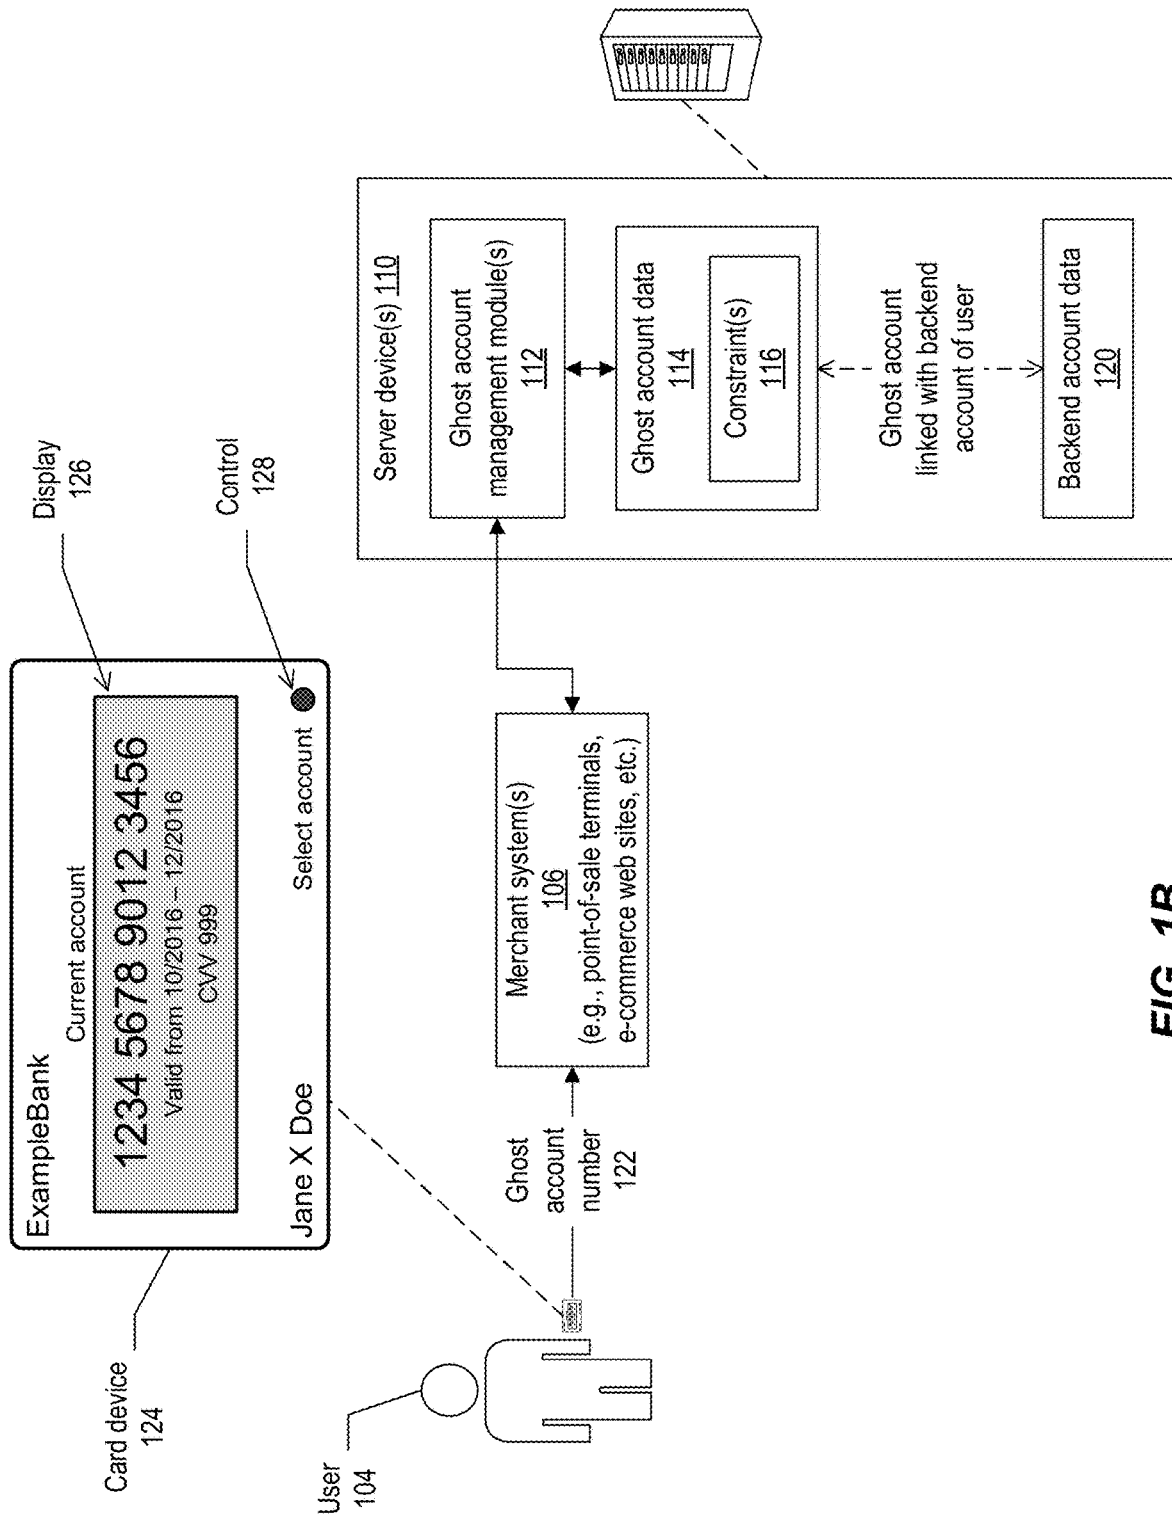 Card device
124
ExampleBank
Current account
1234 5678 9012 3456
Valid from 10/2016 – 12/2016
CVV 999
Jane X Doe
Select account
Display
126
Control
128
User
104
Ghost
account
number
122
Merchant system(s)
106
(e.g., point-of-sale terminals,
e-commerce web sites, etc.)
Server device(s) 110
Ghost account
management module(s)
112
Ghost account data
114
Constraint(s)
116
Ghost account
linked with backend
account of user
Backend account data
120
FIG. 1B